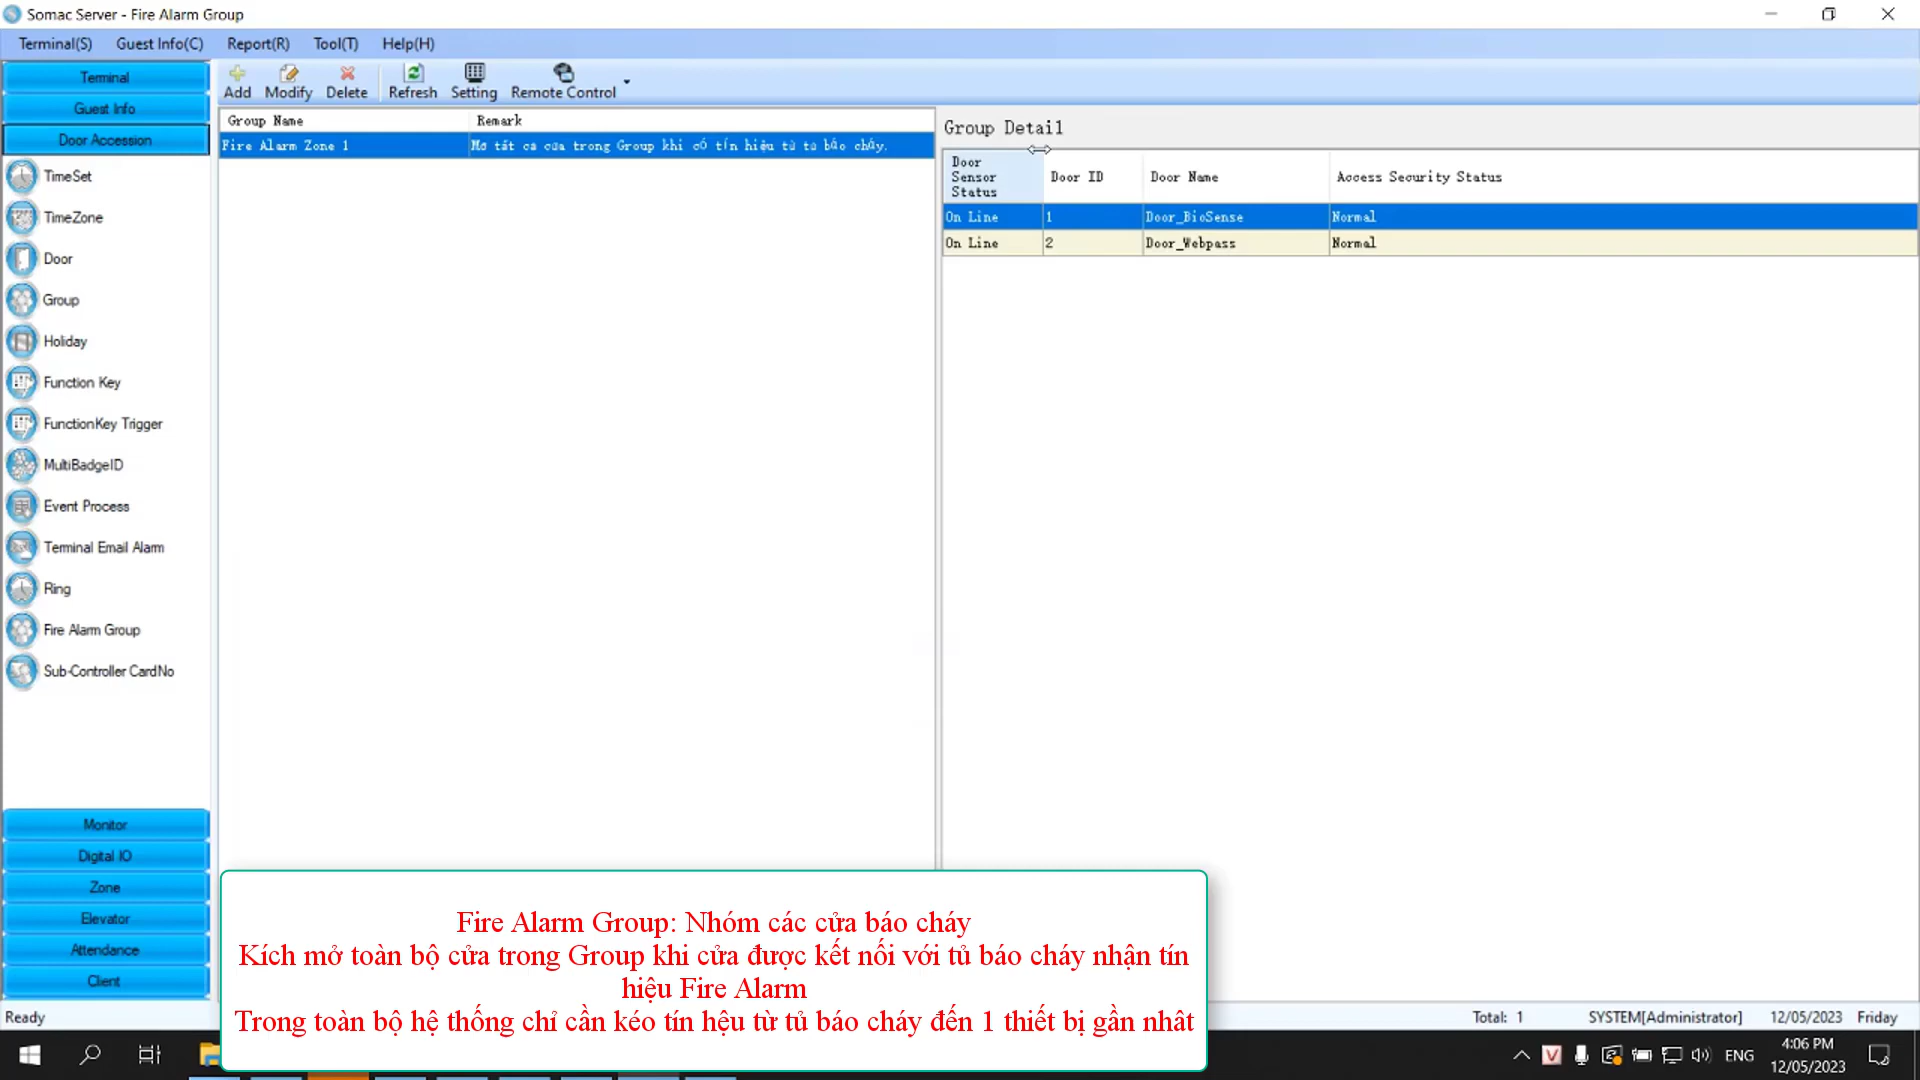 Somac Server - Fire Alarm Group
Terminal(S) Guest Info(C) Report(R) Tool(T) Help(H)
Terminal
Guest Info
Door Accession
TimeSet
TimeZone
Door
Group
Holiday
Function Key
FunctionKey Trigger
MultiBadgeID
Event Process
Terminal Email Alarm
Ring
Fire Alarm Group
Sub-Controller CardNo
Monitor
Digital IO
Zone
Elevator
Attendance
Client
Add Modify Delete Refresh Setting Remote Control
Group Name Remark
Fire Alarm Zone 1 Mở tất cả cửa trong Group khi có tín hiệu từ tủ báo cháy.
Group Detail
Door Sensor Status Door ID Door Name Access Security Status
On Line 1 Door_BioSense Normal
On Line 2 Door_Webpass Normal
Fire Alarm Group: Nhóm các cửa báo cháy
Kích mở toàn bộ cửa trong Group khi cửa được kết nối với tủ báo cháy nhận tín
hiệu Fire Alarm
Trong toàn bộ hệ thống chỉ cần kéo tín hệu từ tủ báo cháy đến 1 thiết bị gần nhât
Ready Total: 1 SYSTEM[Administrator] 12/05/2023 Friday
V ENG 4:06 PM
12/05/2023